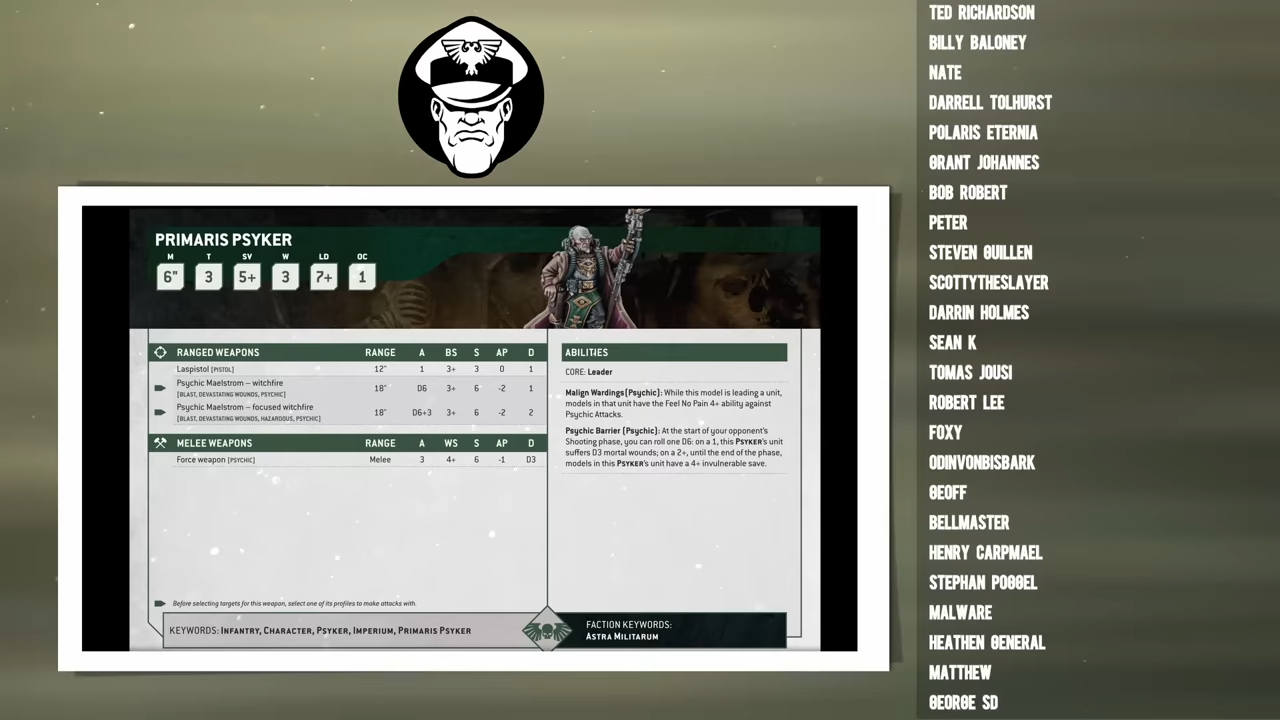 PRIMARIS PSYKER
M T SV W LD OC
6" 3 5+ 3 7+ 1
RANGED WEAPONS RANGE A BS S AP D
Laspistol [PISTOL] 12" 1 3+ 3 0 1
Psychic Maelstrom – witchfire
[BLAST, DEVASTATING WOUNDS, PSYCHIC] 18" D6 3+ 6 -2 1
Psychic Maelstrom – focused witchfire
[BLAST, DEVASTATING WOUNDS, HAZARDOUS, PSYCHIC] 18" D6+3 3+ 6 -2 2
MELEE WEAPONS RANGE A WS S AP D
Force weapon [PSYCHIC] Melee 3 4+ 6 -1 D3
Before selecting targets for this weapon, select one of its profiles to make attacks with.
ABILITIES
CORE: Leader
Malign Wardings (Psychic): While this model is leading a unit,
models in that unit have the Feel No Pain 4+ ability against
Psychic Attacks.
Psychic Barrier (Psychic): At the start of your opponent's
Shooting phase, you can roll one D6: on a 1, this PSYKER's unit
suffers D3 mortal wounds; on a 2+, until the end of the phase,
models in this PSYKER's unit have a 4+ invulnerable save.
KEYWORDS: INFANTRY, CHARACTER, PSYKER, IMPERIUM, PRIMARIS PSYKER
FACTION KEYWORDS:
ASTRA MILITARUM
TED RICHARDSON
BILLY BALONEY
NATE
DARRELL TOLHURST
POLARIS ETERNIA
GRANT JOHANNES
BOB ROBERT
PETER
STEVEN GUILLEN
SCOTTYTHESLAYER
DARRIN HOLMES
SEAN K
TOMAS JOUSI
ROBERT LEE
FOXY
ODINVONBISBARK
GEOFF
BELLMASTER
HENRY CARPMAEL
STEPHAN POGGEL
MALWARE
HEATHEN GENERAL
MATTHEW
GEORGE SD